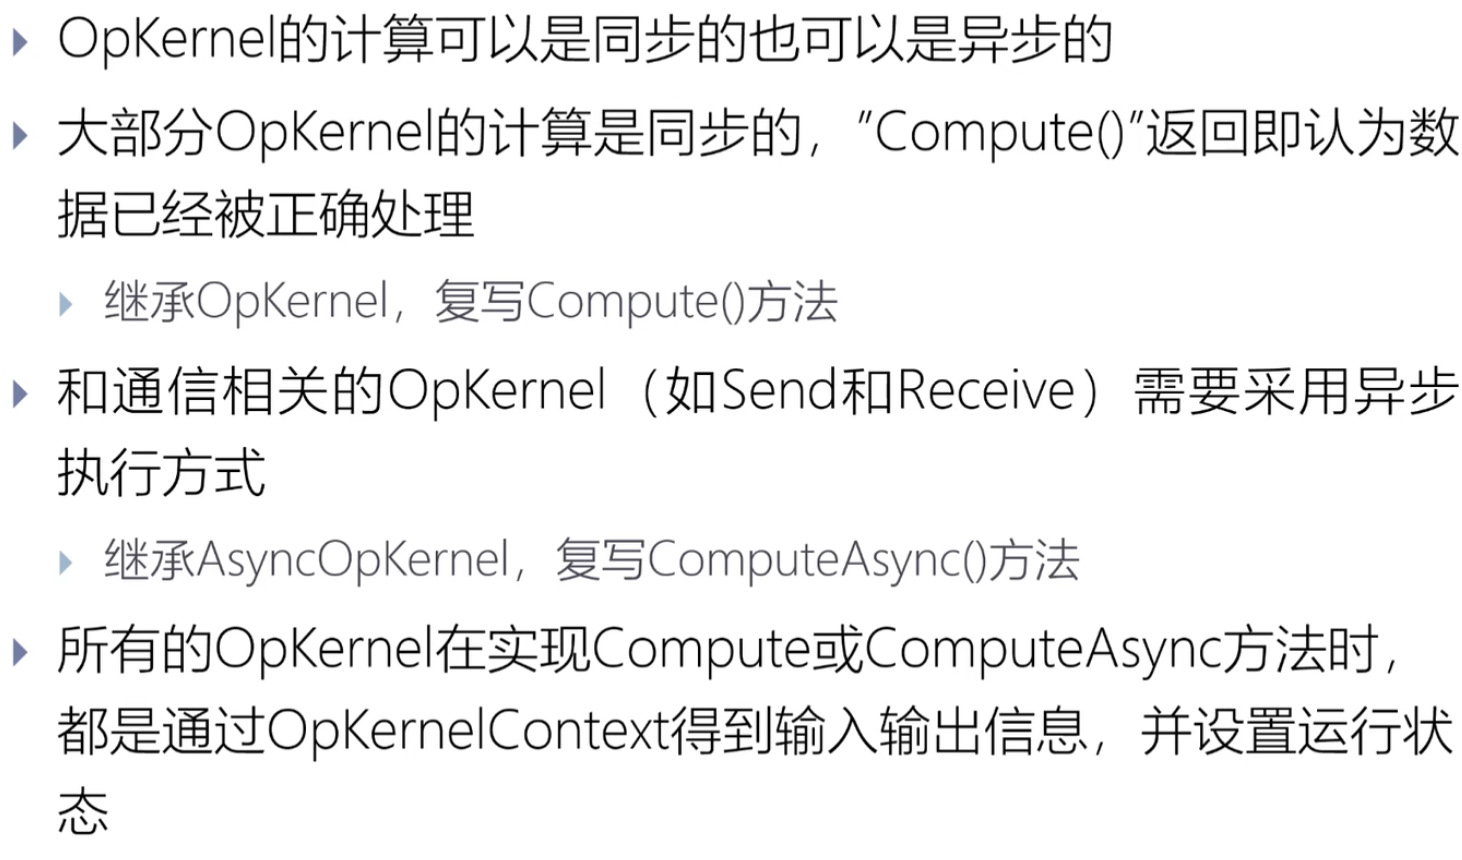 OpKernel的计算可以是同步的也可以是异步的
大部分OpKernel的计算是同步的，"Compute()"返回即认为数
据已经被正确处理
继承OpKernel，复写Compute()方法
和通信相关的OpKernel（如Send和Receive）需要采用异步
执行方式
继承AsyncOpKernel，复写ComputeAsync()方法
所有的OpKernel在实现Compute或ComputeAsync方法时，
都是通过OpKernelContext得到输入输出信息，并设置运行状
态